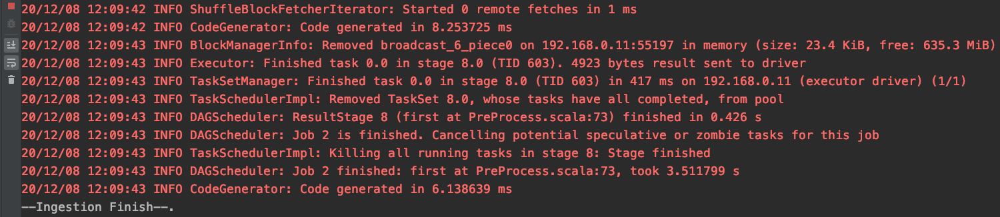 20/12/08 12:09:42 INFO ShuffleBlockFetcherIterator: Started 0 remote fetches in 1 ms
20/12/08 12:09:42 INFO CodeGenerator: Code generated in 8.253725 ms
20/12/08 12:09:43 INFO BlockManagerInfo: Removed broadcast_6_piece0 on 192.168.0.11:55197 in memory (size: 23.4 KiB, free: 635.3 MiB)
20/12/08 12:09:43 INFO Executor: Finished task 0.0 in stage 8.0 (TID 603). 4923 bytes result sent to driver
20/12/08 12:09:43 INFO TaskSetManager: Finished task 0.0 in stage 8.0 (TID 603) in 417 ms on 192.168.0.11 (executor driver) (1/1)
20/12/08 12:09:43 INFO TaskSchedulerImpl: Removed TaskSet 8.0, whose tasks have all completed, from pool
20/12/08 12:09:43 INFO DAGScheduler: ResultStage 8 (first at PreProcess.scala:73) finished in 0.426 s
20/12/08 12:09:43 INFO DAGScheduler: Job 2 is finished. Cancelling potential speculative or zombie tasks for this job
20/12/08 12:09:43 INFO TaskSchedulerImpl: Killing all running tasks in stage 8: Stage finished
20/12/08 12:09:43 INFO DAGScheduler: Job 2 finished: first at PreProcess.scala:73, took 3.511799 s
20/12/08 12:09:43 INFO CodeGenerator: Code generated in 6.138639 ms
--Ingestion Finish--.